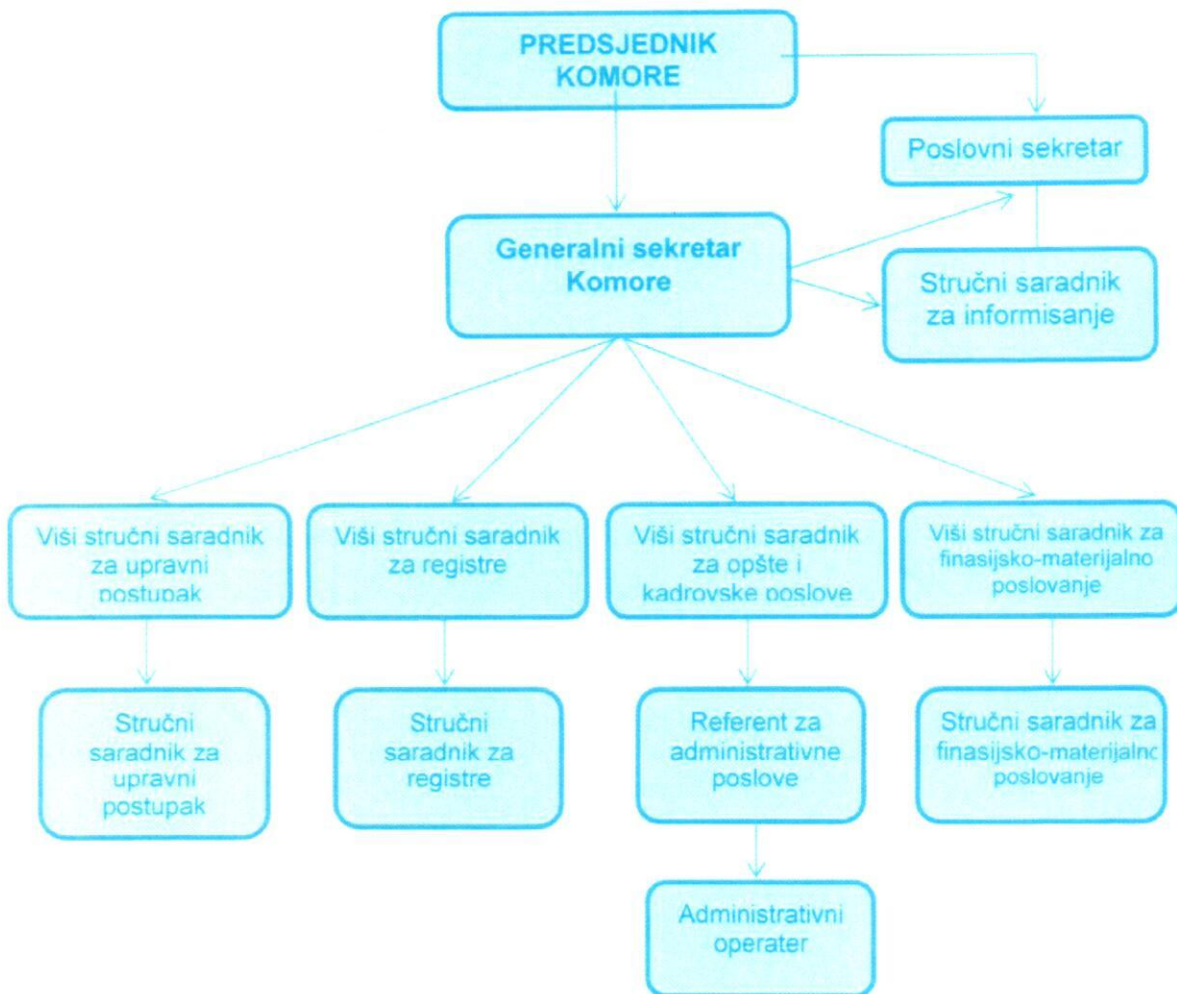 PREDSJEDNIK
KOMORE
Poslovni sekretar
Generalni sekretar
Komore
Stručni saradnik
za informisanje
Viši stručni saradnik
za upravni
postupak
Viši stručni saradnik
za registre
Viši stručni saradnik
za opšte i
kadrovske poslove
Viši stručni saradnik za
finasijsko-materijalno
poslovanje
Stručni
saradnik za
upravni
postupak
Stručni
saradnik za
registre
Referent za
administrativne
poslove
Stručni saradnik za
finasijsko-materijalno
poslovanje
Administrativni
operater